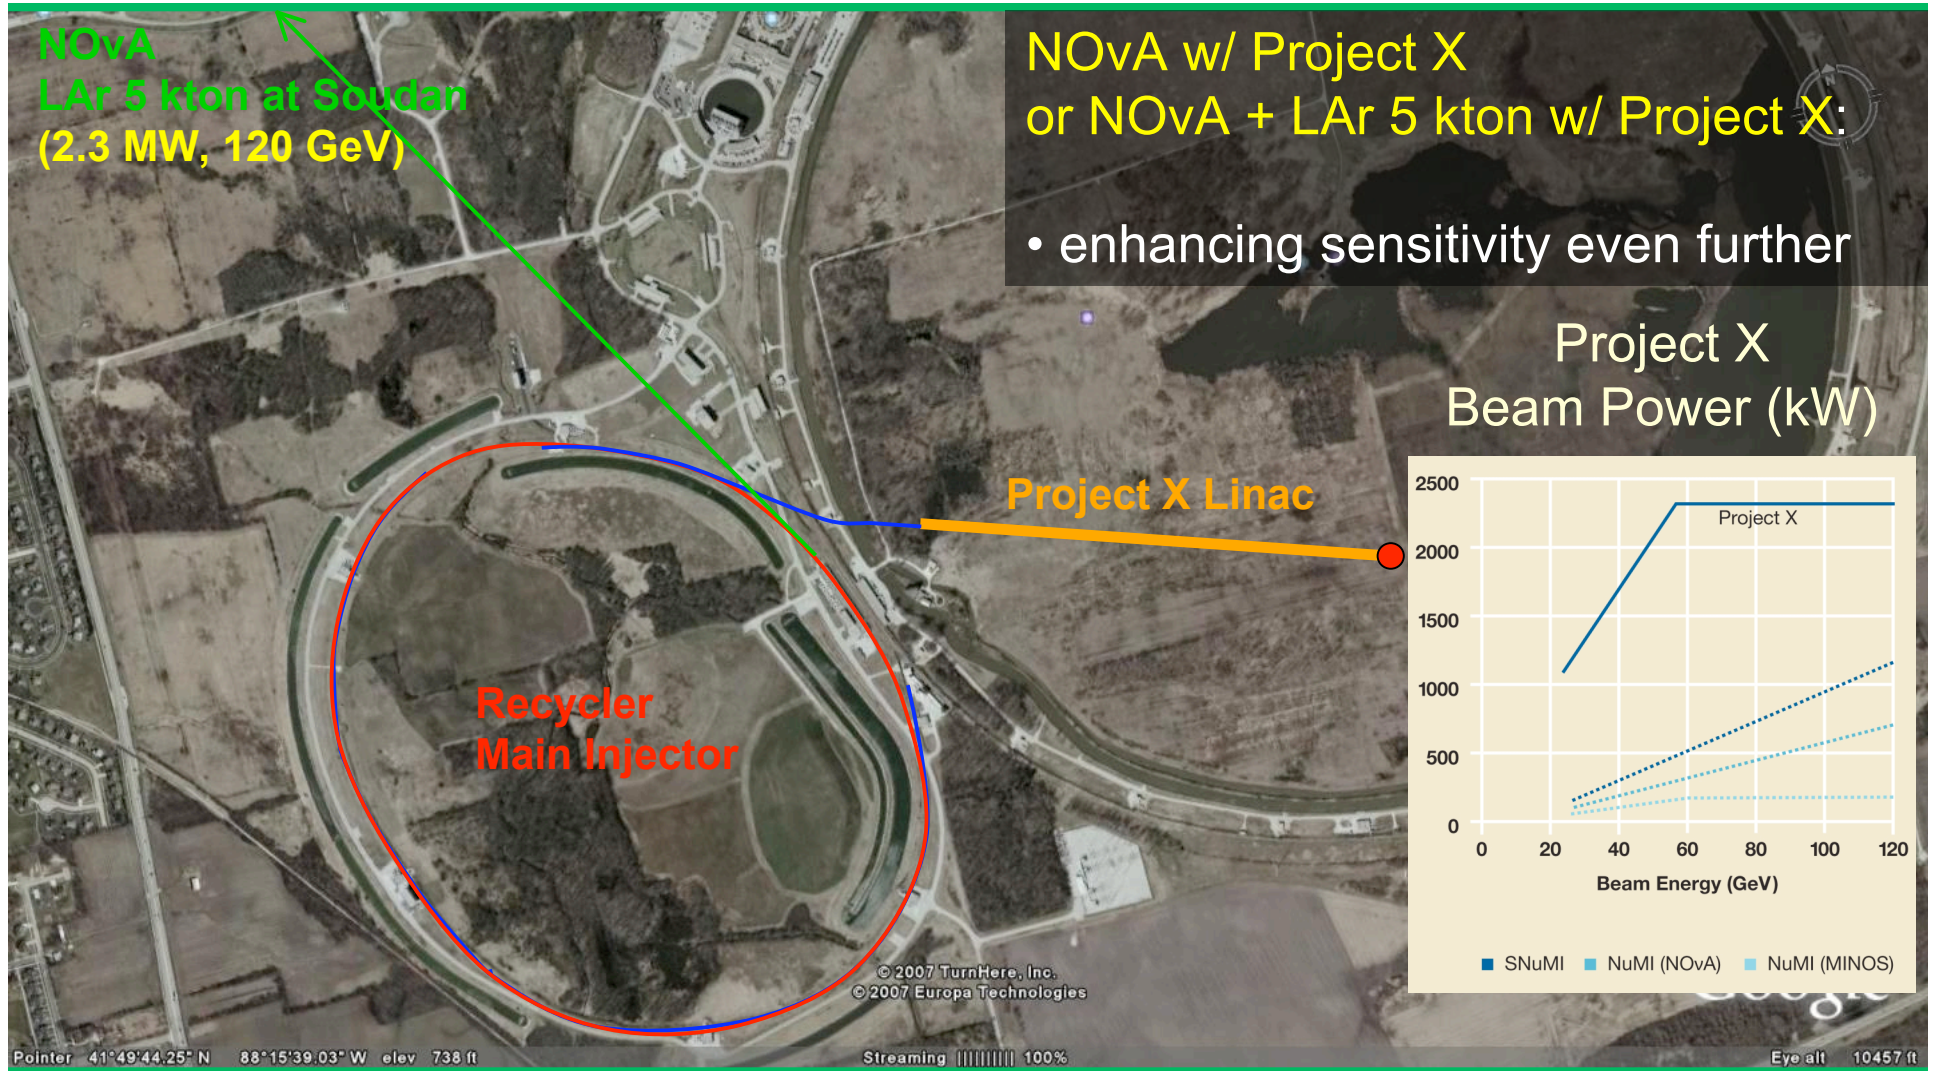 NOvA
LAr 5 kton at Soudan
(2.3 MW, 120 GeV)
NOvA w/ Project X
or NOvA + LAr 5 kton w/ Project X:
• enhancing sensitivity even further
Project X
Beam Power (kW)
Project X Linac
Recycler
Main Injector
2500
2000
1500
1000
500
0
Project X
0 20 40 60 80 100 120
Beam Energy (GeV)
SNuMI NuMI (NOvA) NuMI (MINOS)
© 2007 TurnHere, Inc.
© 2007 Europa Technologies
Google
Pointer 41°49'44.25" N 88°15'39.03" W elev 738 ft Streaming |||||||||| 100% Eye alt 10457 ft